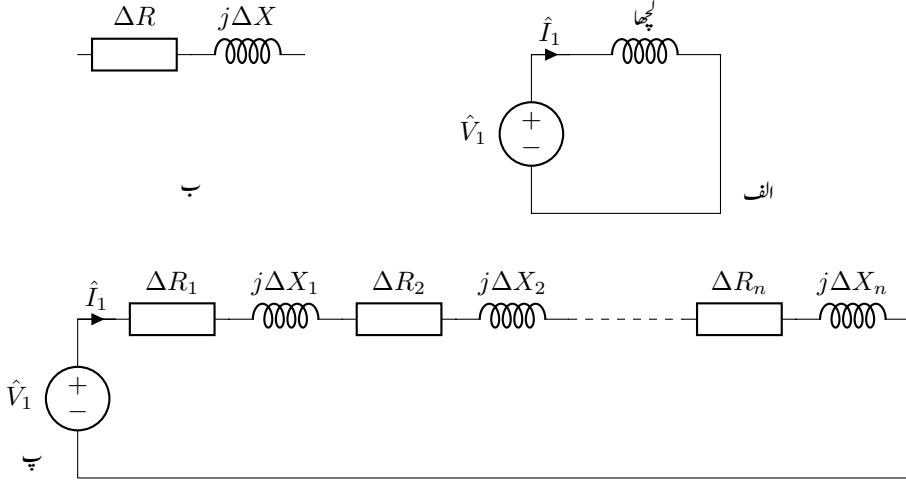 ΔR jΔX
لچھا
Î₁
V̂₁ + −
ب
الف
Î₁ ΔR₁ jΔX₁ ΔR₂ jΔX₂ ΔRₙ jΔXₙ
V̂₁ + −
پ